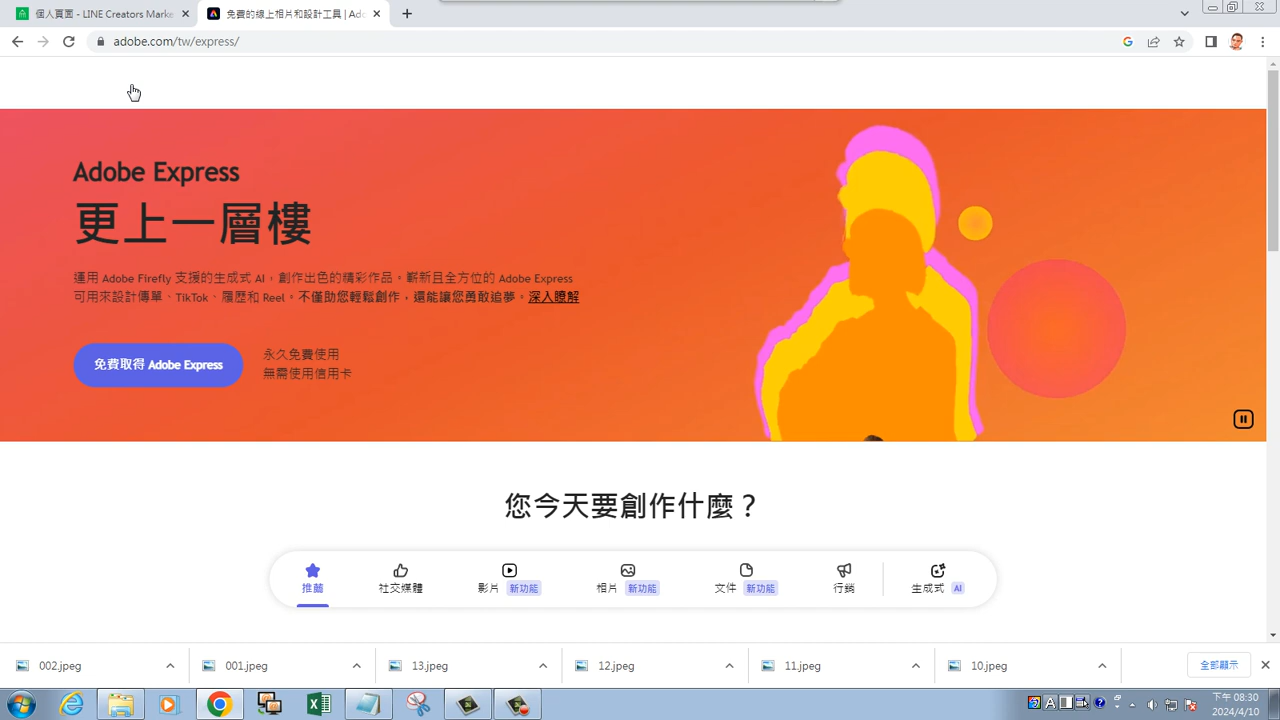 個人頁面 - LINE Creators Marke
免費的線上相片和設計工具 | Ado
adobe.com/tw/express/
Adobe Express
更上一層樓
運用 Adobe Firefly 支援的生成式 AI，創作出色的精彩作品。嶄新且全方位的 Adobe Express
可用來設計傳單、TikTok、履歷和 Reel。不僅助您輕鬆創作，還能讓您勇敢追夢。深入瞭解
免費取得 Adobe Express
永久免費使用
無需使用信用卡
您今天要創作什麼？
推薦
社交媒體
影片 新功能
相片 新功能
文件 新功能
行銷
生成式 AI
002.jpeg
001.jpeg
13.jpeg
12.jpeg
11.jpeg
10.jpeg
全部顯示
下午 08:30
2024/4/10